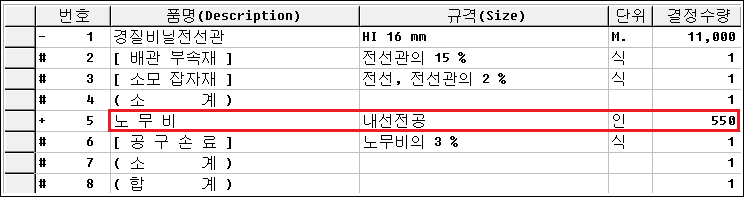 번호 품명(Description) 규격(Size) 단위 결정수량
- 1 경질비닐전선관 HI 16 mm M. 11,000
# 2 [ 배관 부속재 ] 전선관의 15 % 식 1
# 3 [ 소모 잡자재 ] 전선, 전선관의 2 % 식 1
# 4 ( 소 계 ) 1
+ 5 노 무 비 내선전공 인 550
# 6 [ 공 구 손 료 ] 노무비의 3 % 식 1
# 7 ( 소 계 ) 1
# 8 ( 합 계 ) 1